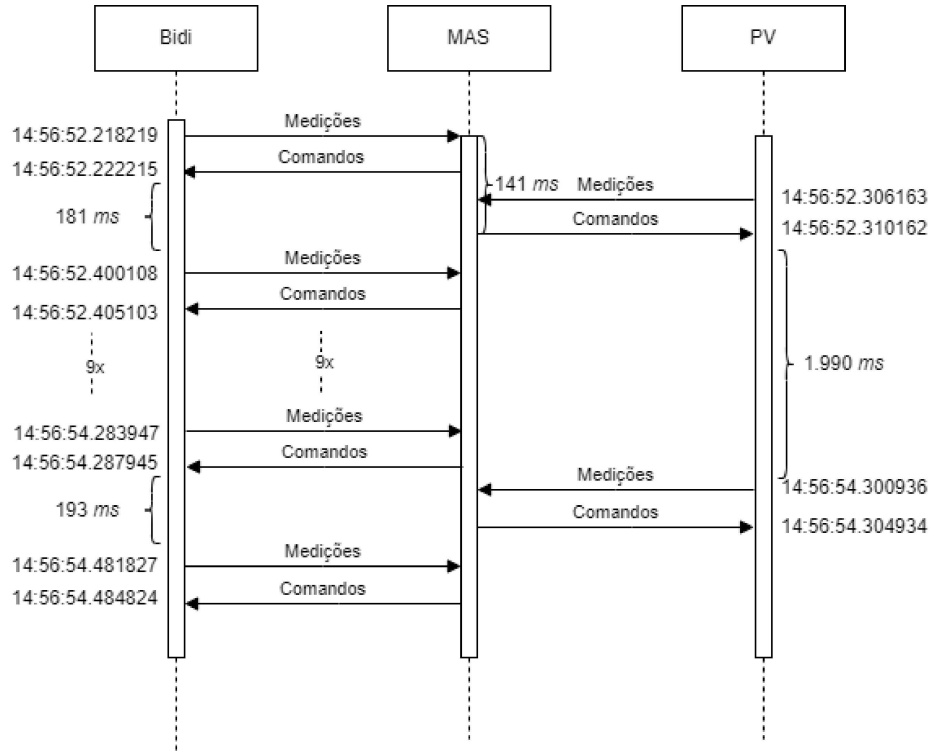 Bidi
MAS
PV
Medições
14:56:52.218219
Comandos
14:56:52.222215
141 ms
Medições
14:56:52.306163
181 ms
Comandos
14:56:52.310162
Medições
14:56:52.400108
Comandos
14:56:52.405103
9x
9x
1.990 ms
Medições
14:56:54.283947
Comandos
14:56:54.287945
Medições
14:56:54.300936
193 ms
Comandos
14:56:54.304934
Medições
14:56:54.481827
Comandos
14:56:54.484824